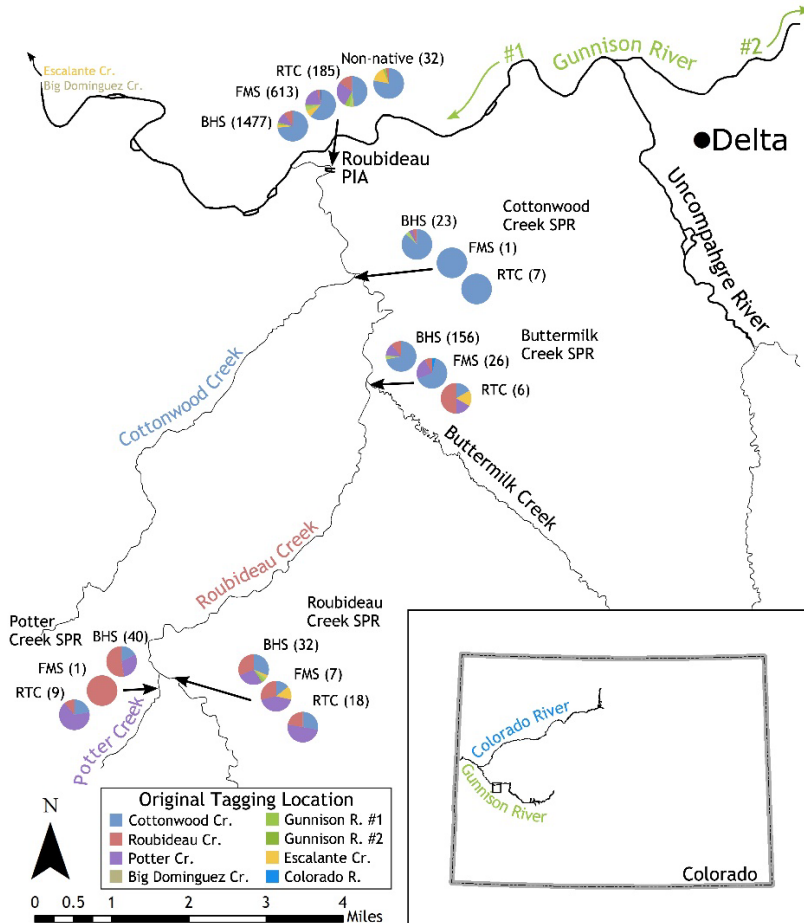 #1
#2
Gunnison River
Non-native (32)
RTC (185)
FMS (613)
BHS (1477)
Escalante Cr.
Big Dominguez Cr.
Roubideau
PIA
Delta
Uncompahgre River
Cottonwood
Creek SPR
BHS (23)
FMS (1)
RTC (7)
Buttermilk
Creek SPR
BHS (156)
FMS (26)
RTC (6)
Cottonwood Creek
Buttermilk Creek
Roubideau Creek
Potter
Creek SPR
BHS (40)
FMS (1)
RTC (9)
Potter Creek
Roubideau
Creek SPR
BHS (32)
FMS (7)
RTC (18)
N
Original Tagging Location
Cottonwood Cr.
Roubideau Cr.
Potter Cr.
Big Dominguez Cr.
Gunnison R. #1
Gunnison R. #2
Escalante Cr.
Colorado R.
0 0.5 1 2 3 4
Miles
Colorado River
Gunnison River
Colorado